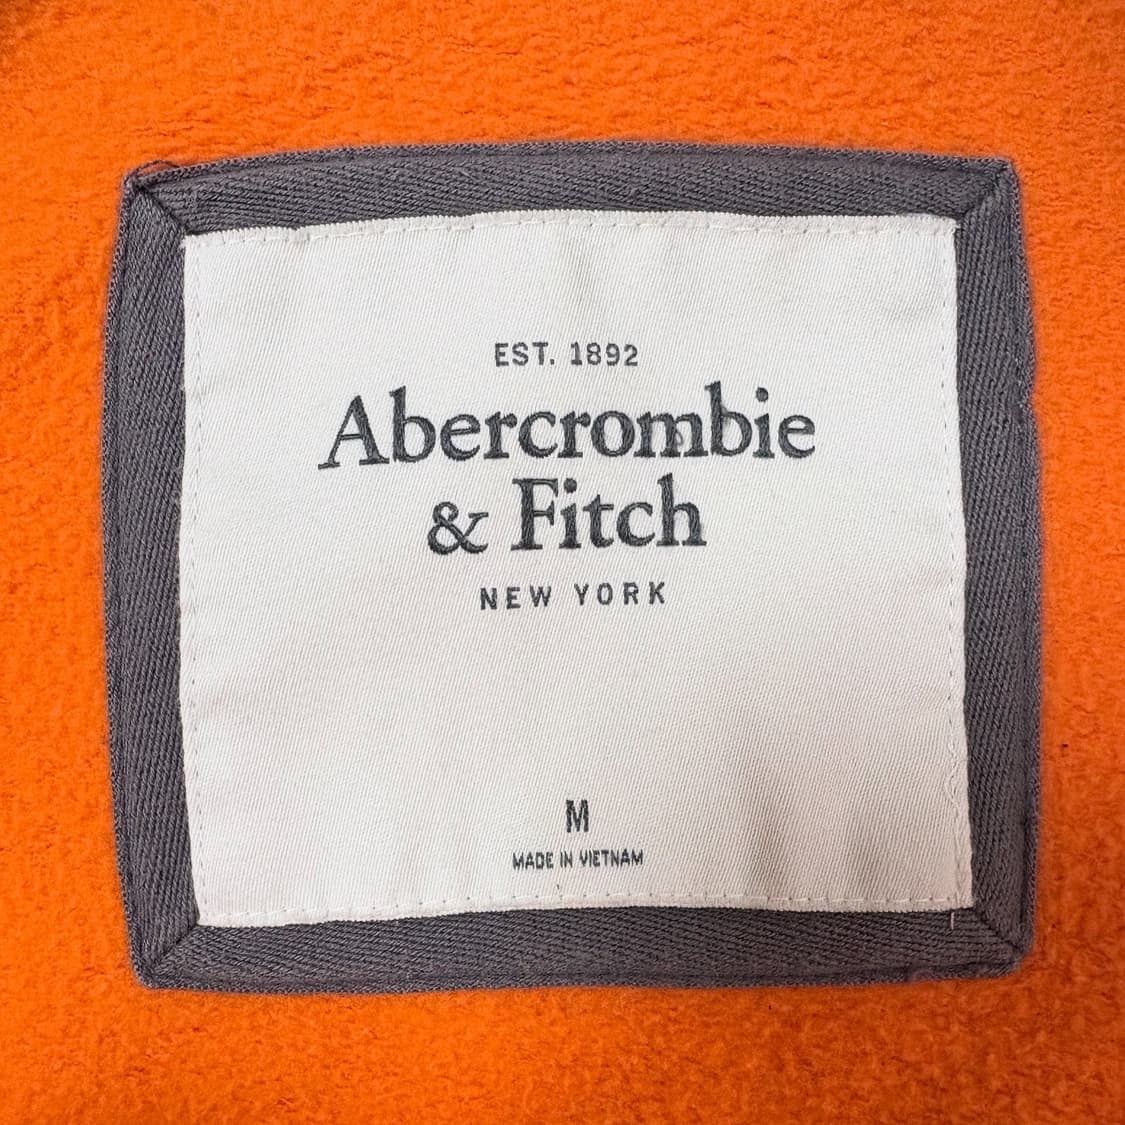 EST. 1892
Abercrombie
& Fitch
NEW YORK
M
MADE IN VIETNAM